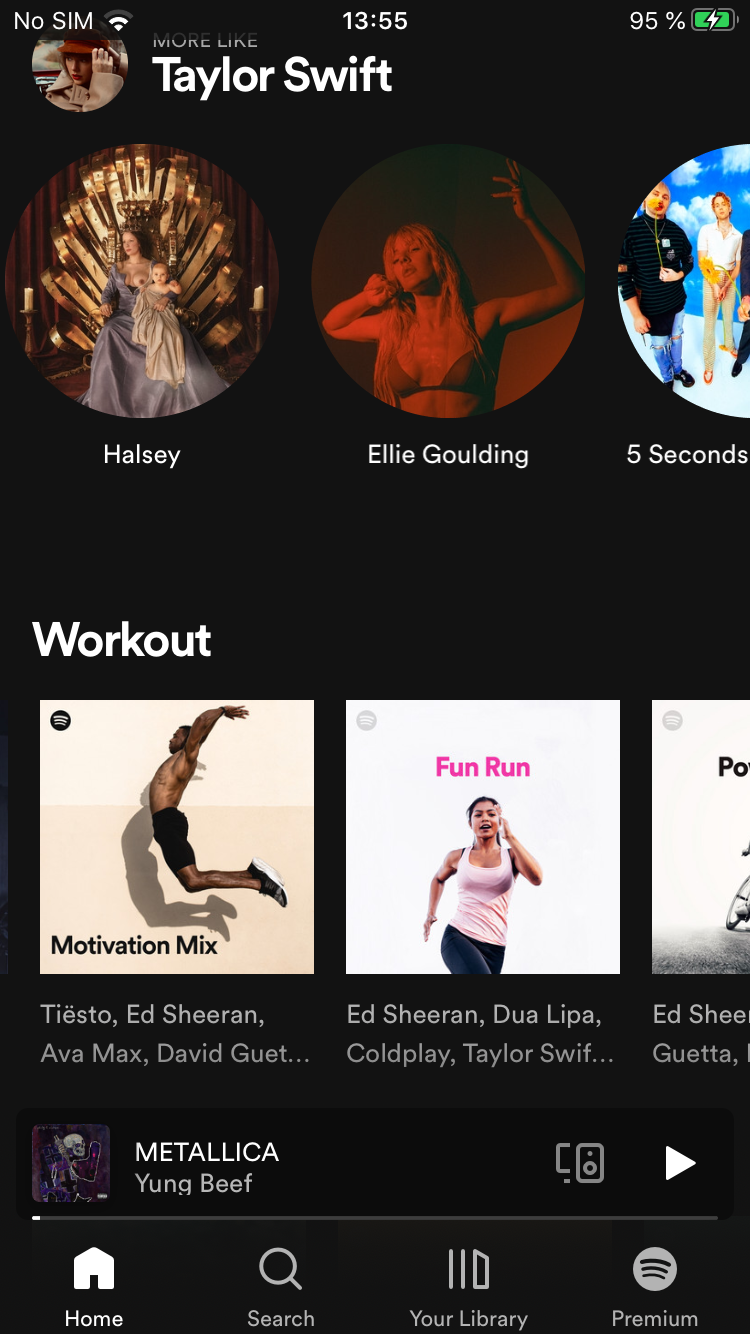 No SIM 13:55 95 %
MORE LIKE
Taylor Swift
Halsey
Ellie Goulding
5 Seconds
Workout
Motivation Mix
Fun Run
Po
Tiësto, Ed Sheeran,
Ava Max, David Guet...
Ed Sheeran, Dua Lipa,
Coldplay, Taylor Swif...
Ed Sheer
Guetta,
METALLICA
Yung Beef
Home
Search
Your Library
Premium